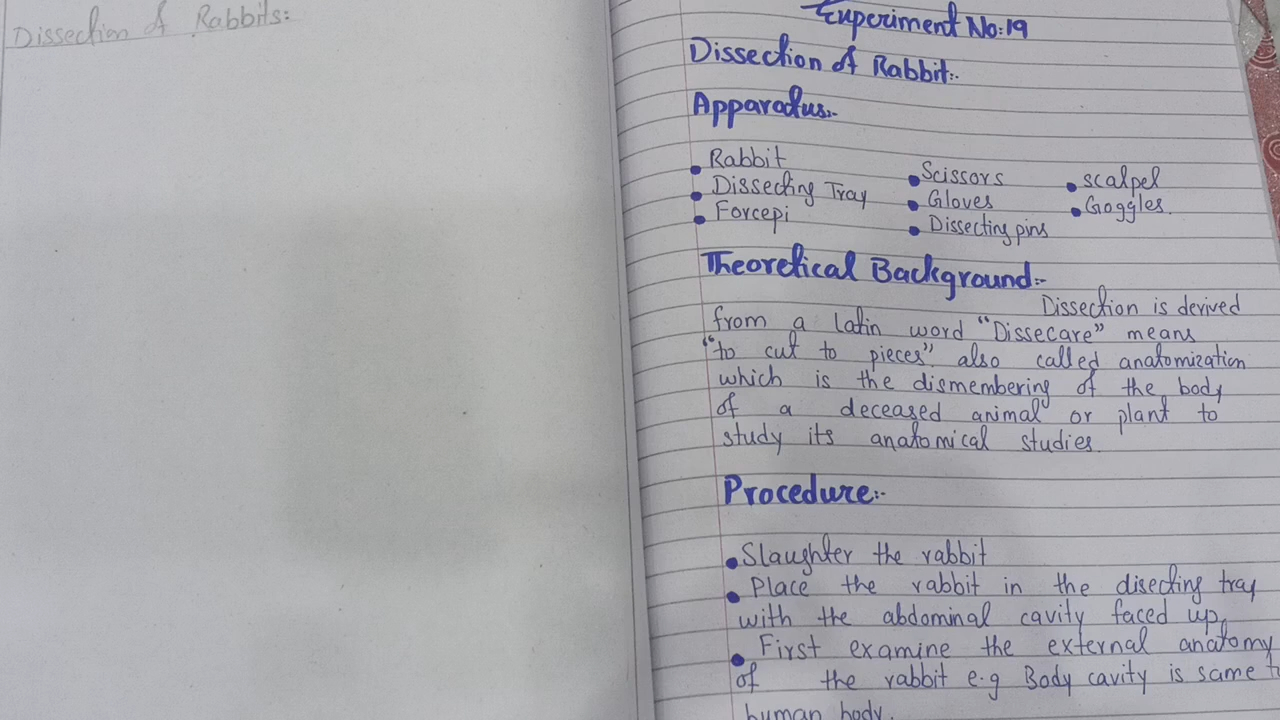 Dissection of Rabbits:
Experiment No:19
Dissection of Rabbit:-
Apparatus:-
• Rabbit
• Dissecting Tray
• Forcepi
• Scissors
• Gloves
• Dissecting pins
• scalpel
• Goggles.
Theoretical Background:-
Dissection is derived
from a Latin word "Dissecare" means
"to cut to pieces" also called anatomization
which is the dismembering of the body
of a deceased animal or plant to
study its anatomical studies.
Procedure:-
• Slaughter the rabbit
• Place the rabbit in the disecting tray
with the abdominal cavity faced up.
• First examine the external anatomy
of the rabbit e.g Body cavity is same
human body.